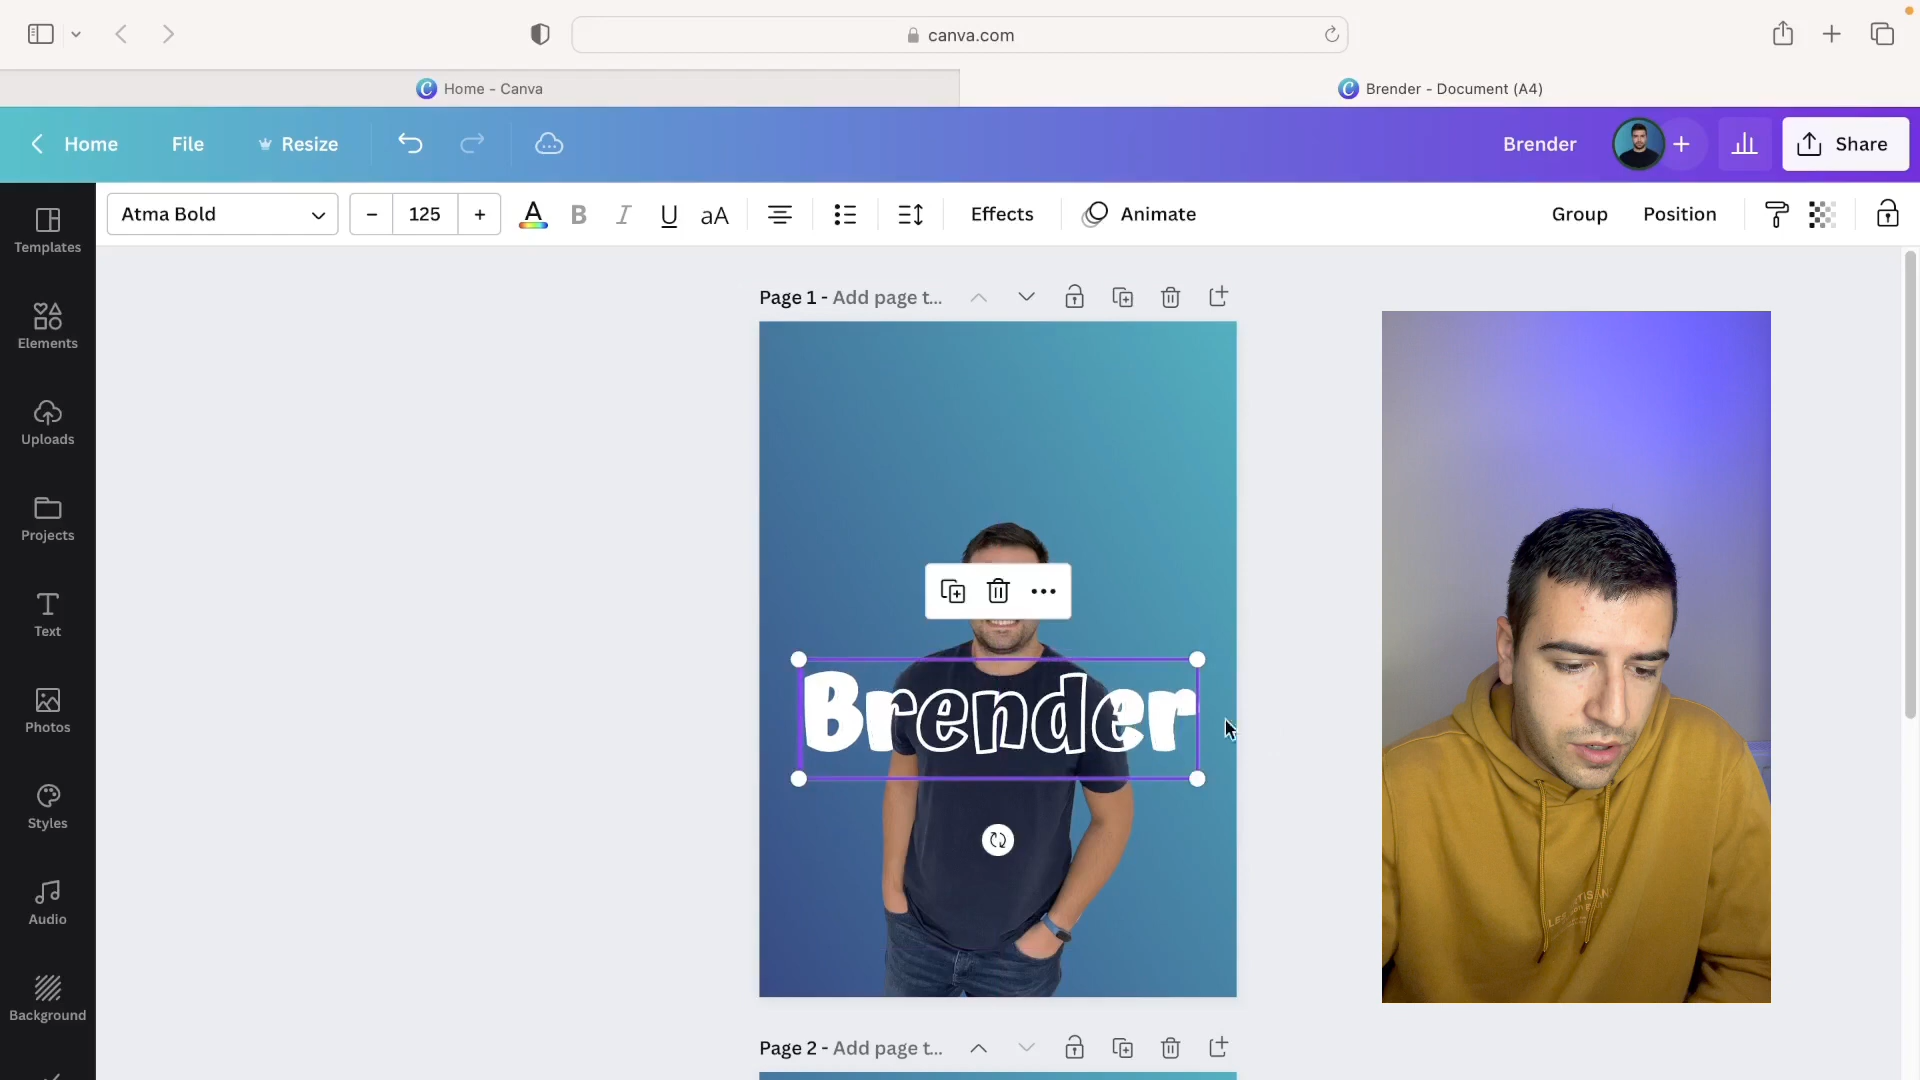 canva.com
Home - Canva
Brender - Document (A4)
Home
File
Resize
Brender
Share
Atma Bold
125
A
B
I
U
aA
Effects
Animate
Group
Position
Templates
Elements
Uploads
Projects
Text
Photos
Styles
Audio
Background
Page 1 - Add page t...
Brender
Page 2 - Add page t...